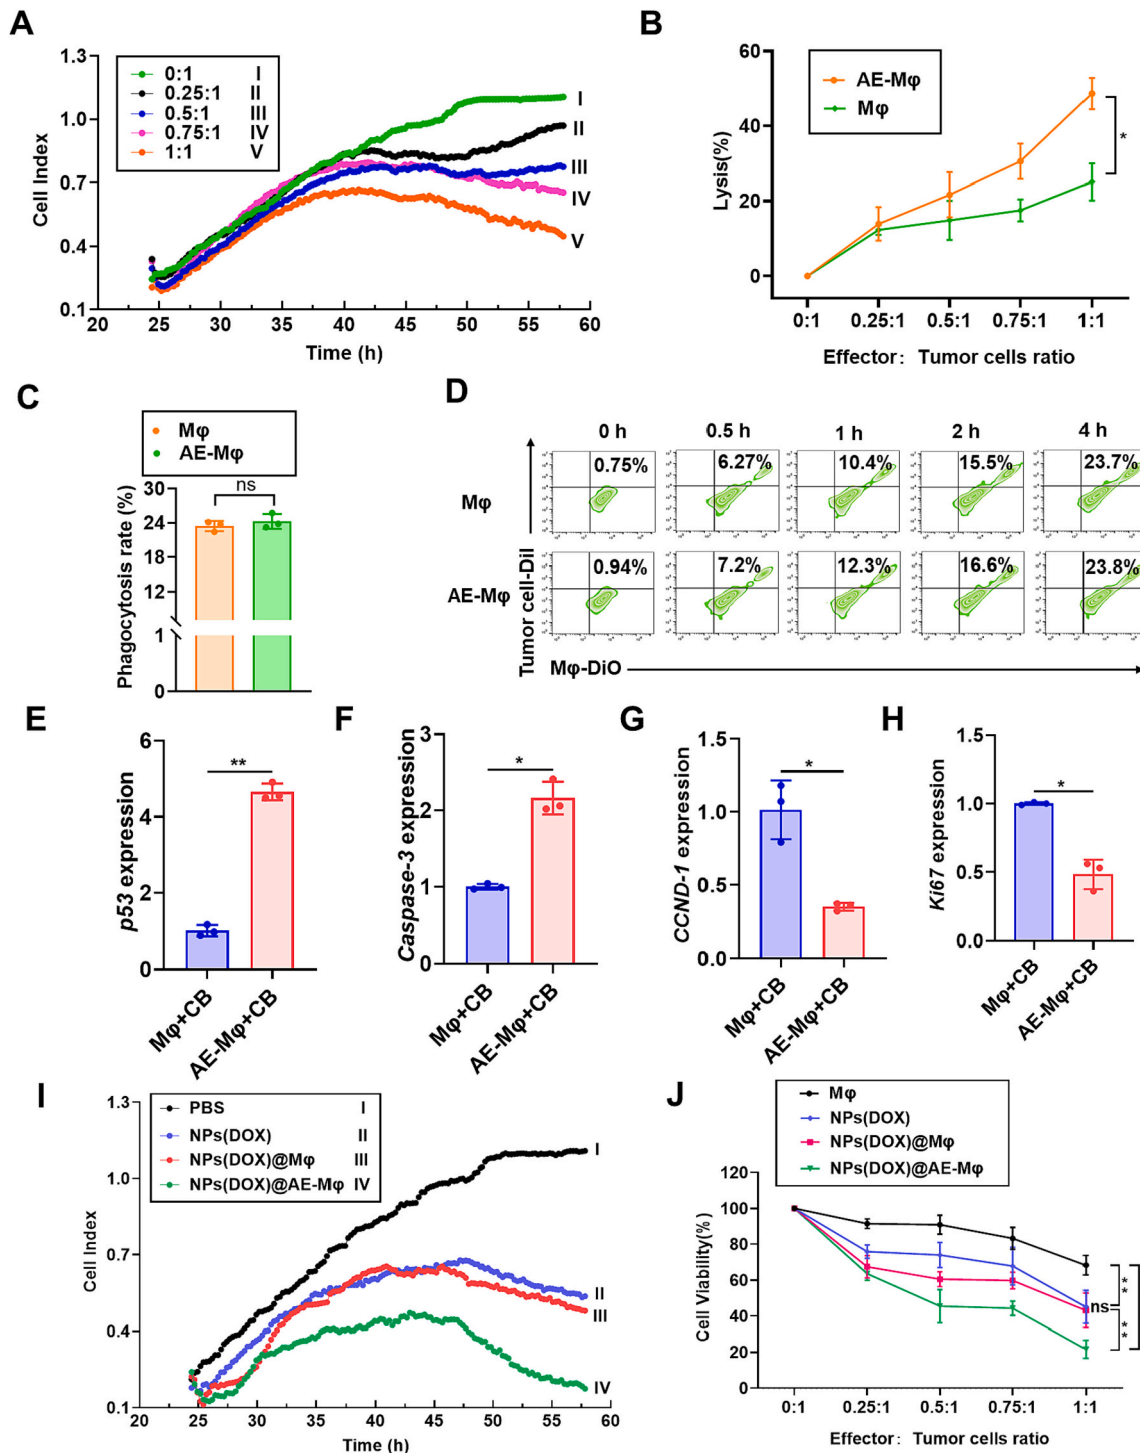 A
1.3
1.0
0.7
0.4
0.1
Cell Index
0:1 I
0.25:1 II
0.5:1 III
0.75:1 IV
1:1 V
I
II
III
IV
V
20 25 30 35 40 45 50 55 60
Time (h)
B
60
40
20
0
Lysis(%)
AE-Mφ
Mφ
*
0:1 0.25:1 0.5:1 0.75:1 1:1
Effector: Tumor cells ratio
C
Mφ
AE-Mφ
Phagocytosis rate (%)
30
24
18
12
1
0
ns
D
0 h 0.5 h 1 h 2 h 4 h
Mφ
0.75% 6.27% 10.4% 15.5% 23.7%
AE-Mφ
0.94% 7.2% 12.3% 16.6% 23.8%
Tumor cell-Dil
Mφ-DiO
E
p53 expression
6
4
2
0
**
Mφ+CB
AE-Mφ+CB
F
Caspase-3 expression
3
2
1
0
*
Mφ+CB
AE-Mφ+CB
G
CCND-1 expression
1.5
1.0
0.5
0.0
*
Mφ+CB
AE-Mφ+CB
H
Ki67 expression
1.5
1.0
0.5
0.0
*
Mφ+CB
AE-Mφ+CB
I
1.3
1.0
0.7
0.4
0.1
Cell Index
PBS I
NPs(DOX) II
NPs(DOX)@Mφ III
NPs(DOX)@AE-Mφ IV
I
II
III
IV
20 25 30 35 40 45 50 55 60
Time (h)
J
Mφ
NPs(DOX)
NPs(DOX)@Mφ
NPs(DOX)@AE-Mφ
120
100
80
60
40
20
0
Cell Viability(%)
**
ns
**
0:1 0.25:1 0.5:1 0.75:1 1:1
Effector: Tumor cells ratio